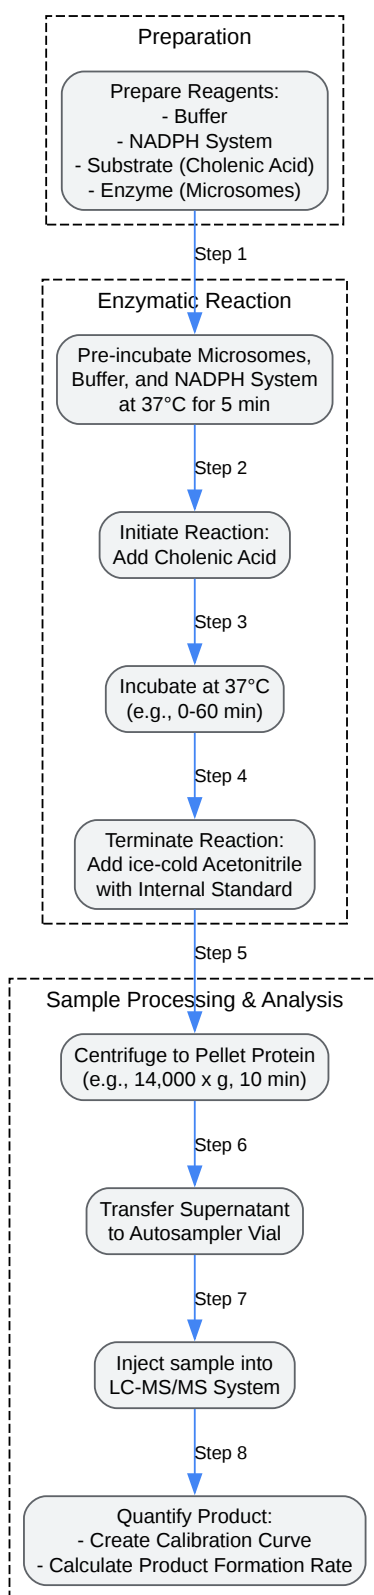 Preparation
Prepare Reagents:
- Buffer
- NADPH System
- Substrate (Cholenic Acid)
- Enzyme (Microsomes)
Step 1
Enzymatic Reaction
Pre-incubate Microsomes,
Buffer, and NADPH System
at 37°C for 5 min
Step 2
Initiate Reaction:
Add Cholenic Acid
Step 3
Incubate at 37°C
(e.g., 0-60 min)
Step 4
Terminate Reaction:
Add ice-cold Acetonitrile
with Internal Standard
Step 5
Sample Processing & Analysis
Centrifuge to Pellet Protein
(e.g., 14,000 x g, 10 min)
Step 6
Transfer Supernatant
to Autosampler Vial
Step 7
Inject sample into
LC-MS/MS System
Step 8
Quantify Product:
- Create Calibration Curve
- Calculate Product Formation Rate